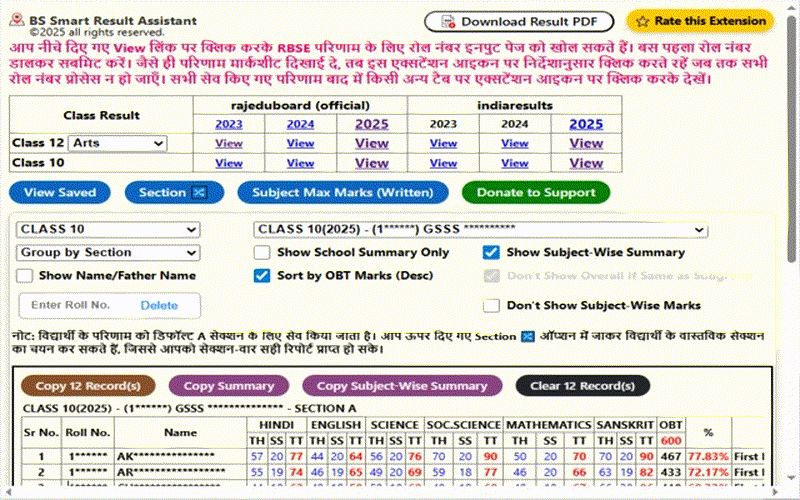 BS Smart Result Assistant
©2025 all rights reserved.
Download Result PDF
Rate this Extension
आप नीचे दिए गए View लिंक पर क्लिक करके RBSE परिणाम के लिए रोल नंबर इनपुट पेज को खोल सकते हैं। बस पहला रोल नंबर
डालकर सबमिट करें। जैसे ही परिणाम मार्कशीट दिखाई दे, तब इस एक्सटेंशन आइकन पर निर्देशानुसार क्लिक करते रहें जब तक सभी
रोल नंबर प्रोसेस न हो जाएँ। सभी सेव किए गए परिणाम बाद में किसी अन्य टैब पर एक्सटेंशन आइकन पर क्लिक करके देखें।
Class Result rajeduboard (official) indiaresults
2023 2024 2025 2023 2024 2025
Class 12 Arts View View View View View View
Class 10 View View View View View View
View Saved Section Subject Max Marks (Written) Donate to Support
CLASS 10 CLASS 10(2025) - (1******) GSSS **********
Group by Section Show School Summary Only Show Subject-Wise Summary
Show Name/Father Name Sort by OBT Marks (Desc) Don't Show Overall If Same as
Enter Roll No. Delete Don't Show Subject-Wise Marks
नोट: विद्यार्थी के परिणाम को डिफॉल्ट A सेक्शन के लिए सेव किया जाता है। आप ऊपर दिए गए Section ऑप्शन में जाकर विद्यार्थी के वास्तविक सेक्शन
का चयन कर सकते हैं, जिससे आपको सेक्शन-वार सही रिपोर्ट प्राप्त हो सके।
Copy 12 Record(s) Copy Summary Copy Subject-Wise Summary Clear 12 Record(s)
CLASS 10(2025) - (1******) GSSS ************** - SECTION A
Sr No. Roll No. Name HINDI ENGLISH SCIENCE SOC.SCIENCE MATHEMATICS SANSKRIT OBT %
TH SS TT TH SS TT TH SS TT TH SS TT TH SS TT TH SS TT 600
1 1****** AK*************** 57 20 77 44 20 64 56 20 76 70 20 90 50 20 70 70 20 90 467 77.83% First
2 1****** AR***************** 55 19 74 46 19 65 49 20 69 59 18 77 46 20 66 63 19 82 433 72.17% First